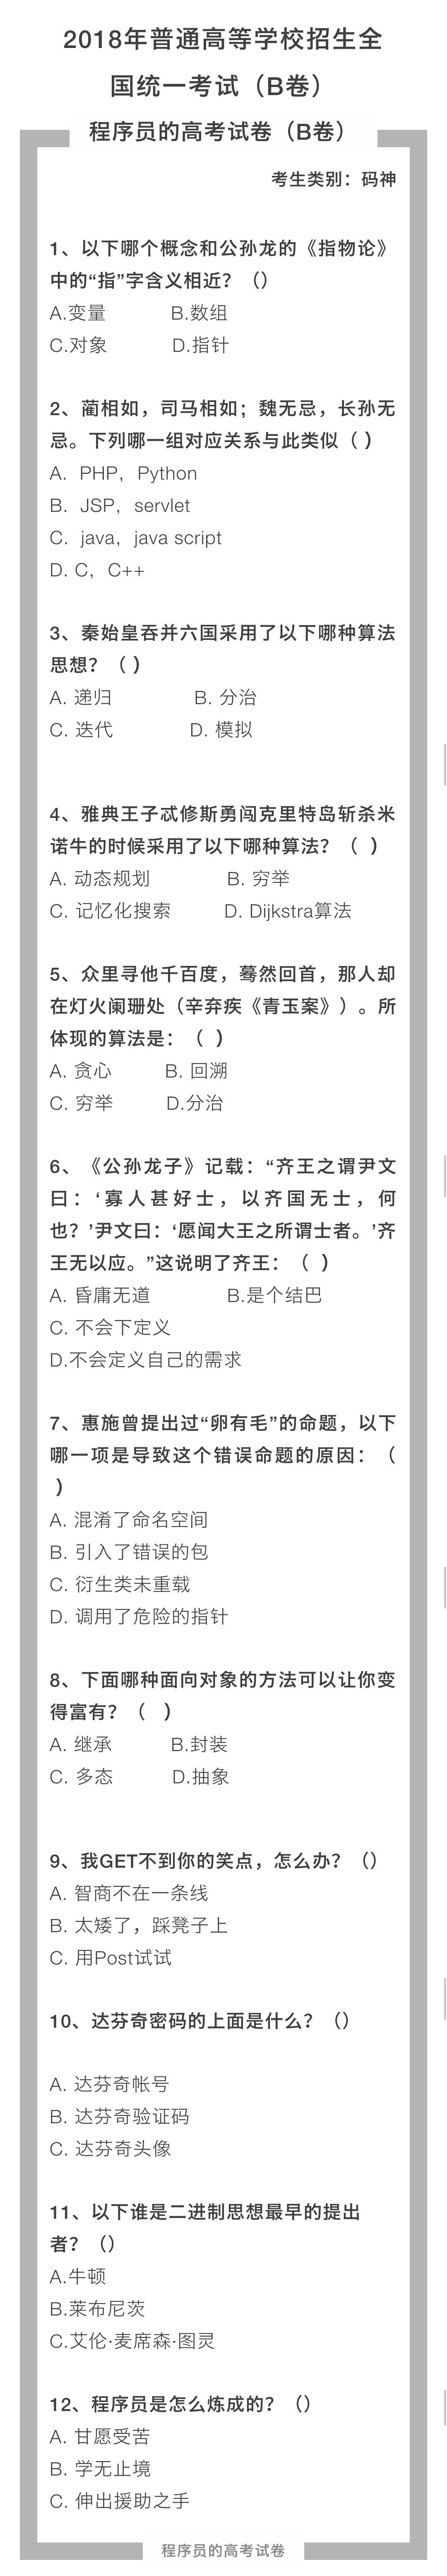 2018年普通高等学校招生全
国统一考试（B卷）
程序员的高考试卷（B卷）
考生类别：码神
1、以下哪个概念和公孙龙的《指物论》
中的“指”字含义相近？（）
A.变量 B.数组
C.对象 D.指针
2、蔺相如，司马相如；魏无忌，长孙无
忌。下列哪一组对应关系与此类似（ ）
A. PHP，Python
B. JSP，servlet
C. java，java script
D. C，C++
3、秦始皇吞并六国采用了以下哪种算法
思想？（ ）
A. 递归 B. 分治
C. 迭代 D. 模拟
4、雅典王子忒修斯勇闯克里特岛斩杀米
诺牛的时候采用了以下哪种算法？（ ）
A. 动态规划 B. 穷举
C. 记忆化搜索 D. Dijkstra算法
5、众里寻他千百度，蓦然回首，那人却
在灯火阑珊处（辛弃疾《青玉案》）。所
体现的算法是：（ ）
A. 贪心 B. 回溯
C. 穷举 D.分治
6、《公孙龙子》记载：“齐王之谓尹文
曰：‘寡人甚好士，以齐国无士，何
也？’尹文曰：‘愿闻大王之所谓士者。’齐
王无以应。”这说明了齐王：（ ）
A. 昏庸无道 B.是个结巴
C. 不会下定义
D.不会定义自己的需求
7、惠施曾提出过“卵有毛”的命题，以下
哪一项是导致这个错误命题的原因：（
）
A. 混淆了命名空间
B. 引入了错误的包
C. 衍生类未重载
D. 调用了危险的指针
8、下面哪种面向对象的方法可以让你变
得富有？（ ）
A. 继承 B.封装
C. 多态 D.抽象
9、我GET不到你的笑点，怎么办？（）
A. 智商不在一条线
B. 太矮了，踩凳子上
C. 用Post试试
10、达芬奇密码的上面是什么？（）
A. 达芬奇帐号
B. 达芬奇验证码
C. 达芬奇头像
11、以下谁是二进制思想最早的提出
者？（）
A.牛顿
B.莱布尼茨
C.艾伦·麦席森·图灵
12、程序员是怎么炼成的？（）
A. 甘愿受苦
B. 学无止境
C. 伸出援助之手
程序员的高考试卷